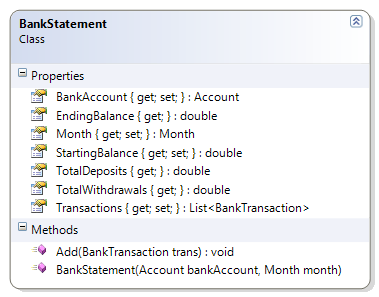 BankStatement
Class
Properties
BankAccount { get; set; } : Account
EndingBalance { get; } : double
Month { get; set; } : Month
StartingBalance { get; set; } : double
TotalDeposits { get; } : double
TotalWithdrawals { get; } : double
Transactions { get; set; } : List<BankTransaction>
Methods
Add(BankTransaction trans) : void
BankStatement(Account bankAccount, Month month)